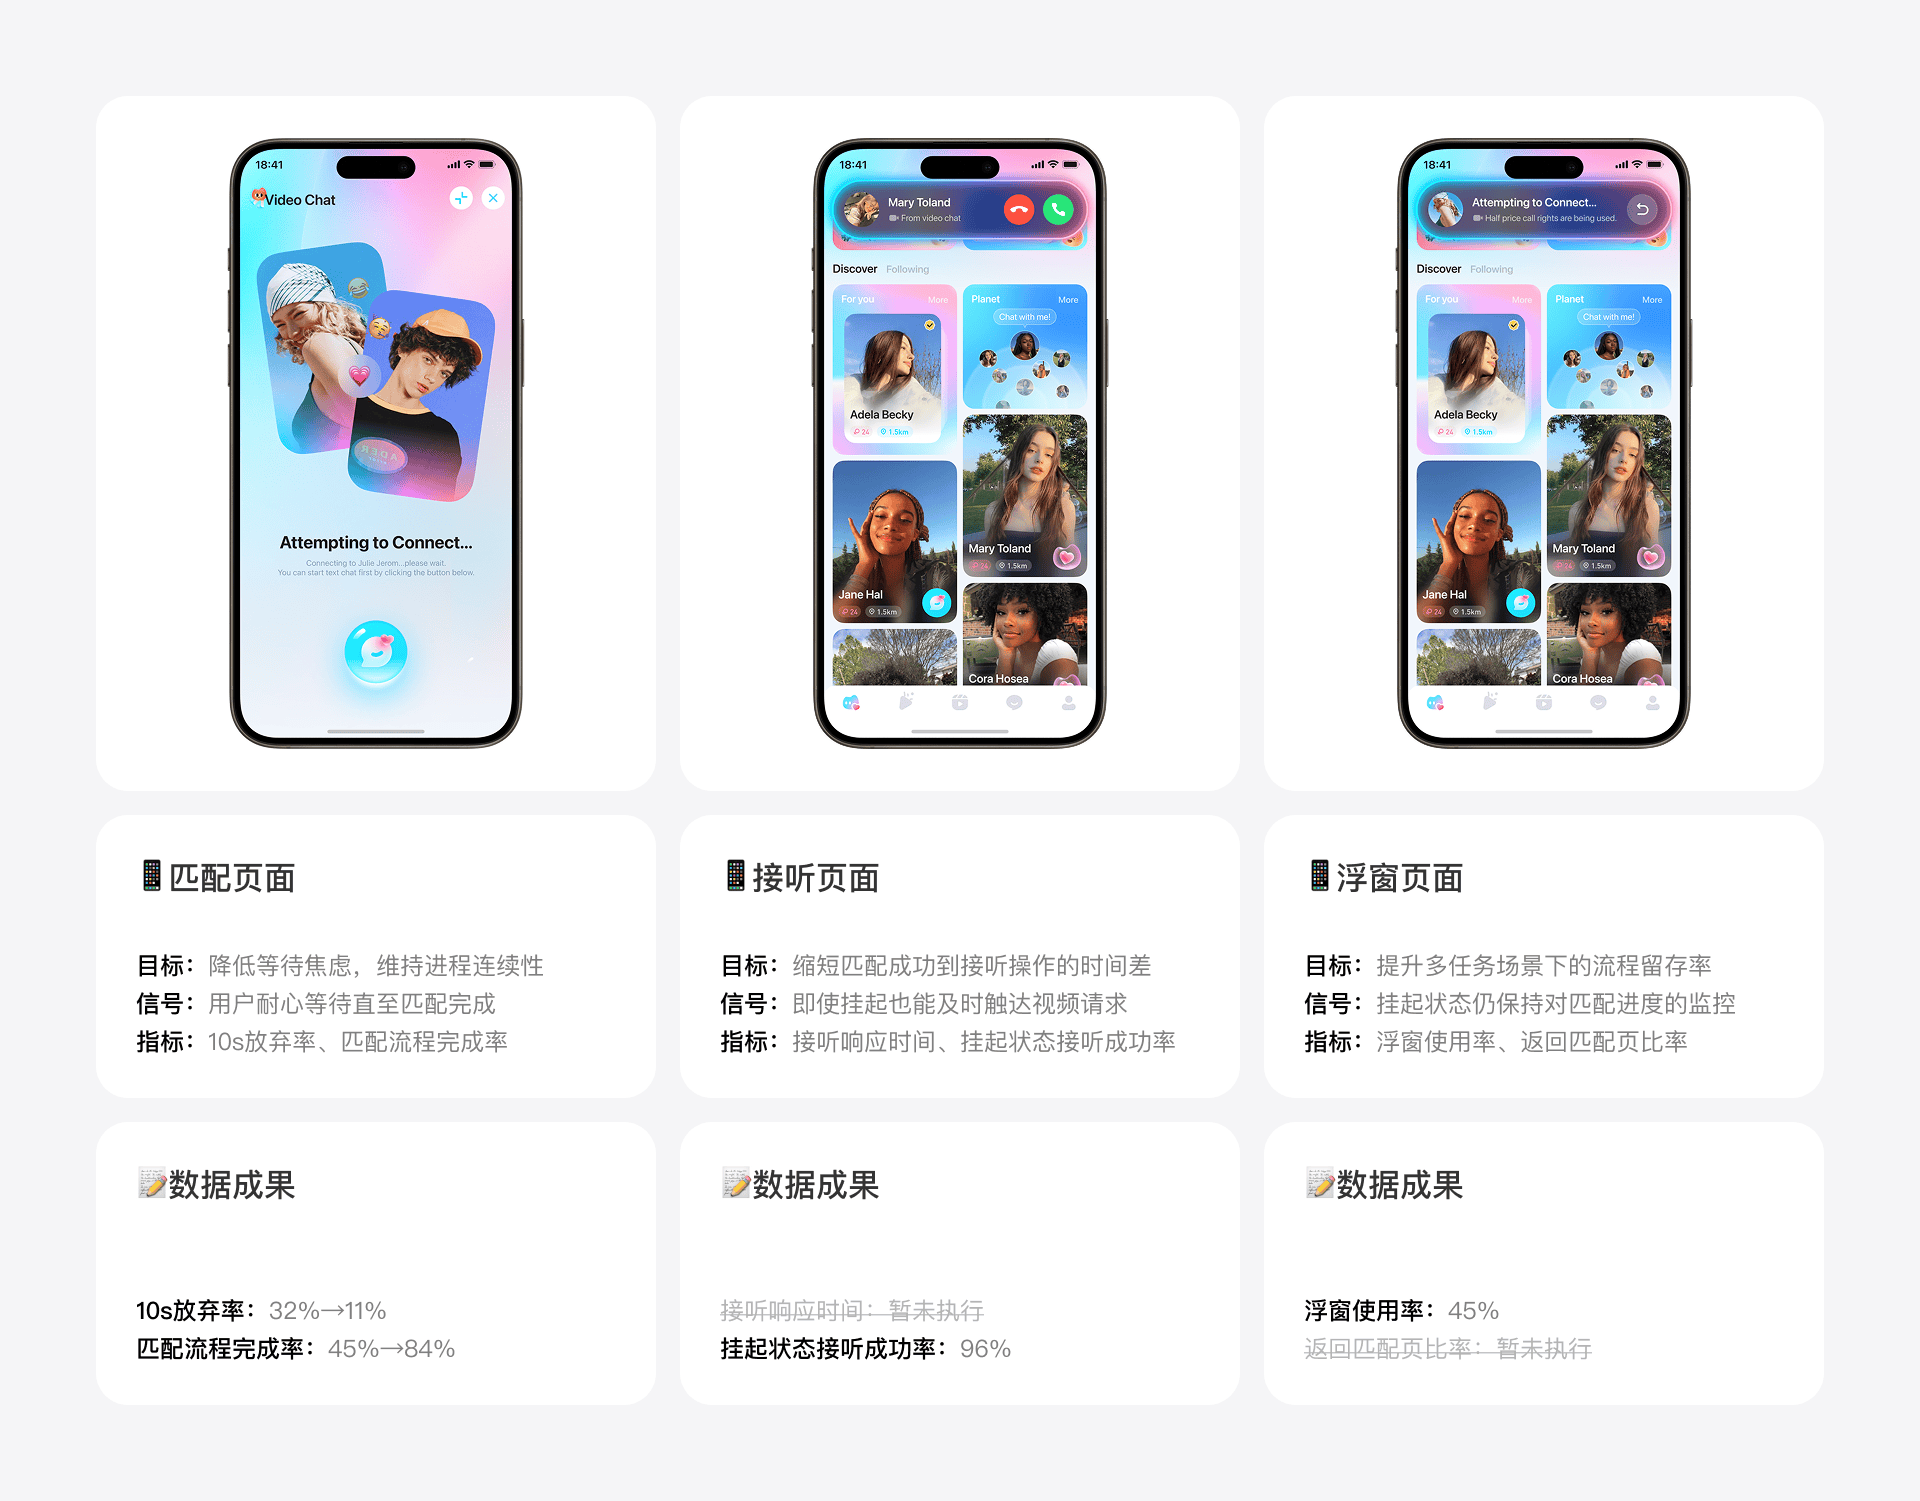 18:41
Video Chat
Attempting to Connect...
Connecting to Julie Jerom...please wait.
You can start text chat first by clicking the button below.
18:41
Mary Toland
From video chat
Discover Following
For you More
Adela Becky
24 1.5km
Planet More
Chat with me!
Mary Toland
24 1.5km
Jane Hal
24 1.5km
Cora Hosea
18:41
Attempting to Connect...
Half price call rights are being used.
Discover Following
For you More
Adela Becky
24 1.5km
Planet More
Chat with me!
Mary Toland
24 1.5km
Jane Hal
24 1.5km
Cora Hosea
匹配页面
目标：降低等待焦虑，维持进程连续性
信号：用户耐心等待直至匹配完成
指标：10s放弃率、匹配流程完成率
接听页面
目标：缩短匹配成功到接听操作的时间差
信号：即使挂起也能及时触达视频请求
指标：接听响应时间、挂起状态接听成功率
浮窗页面
目标：提升多任务场景下的流程留存率
信号：挂起状态仍保持对匹配进度的监控
指标：浮窗使用率、返回匹配页比率
数据成果
10s放弃率：32%→11%
匹配流程完成率：45%→84%
数据成果
接听响应时间：暂未执行
挂起状态接听成功率：96%
数据成果
浮窗使用率：45%
返回匹配页比率：暂未执行